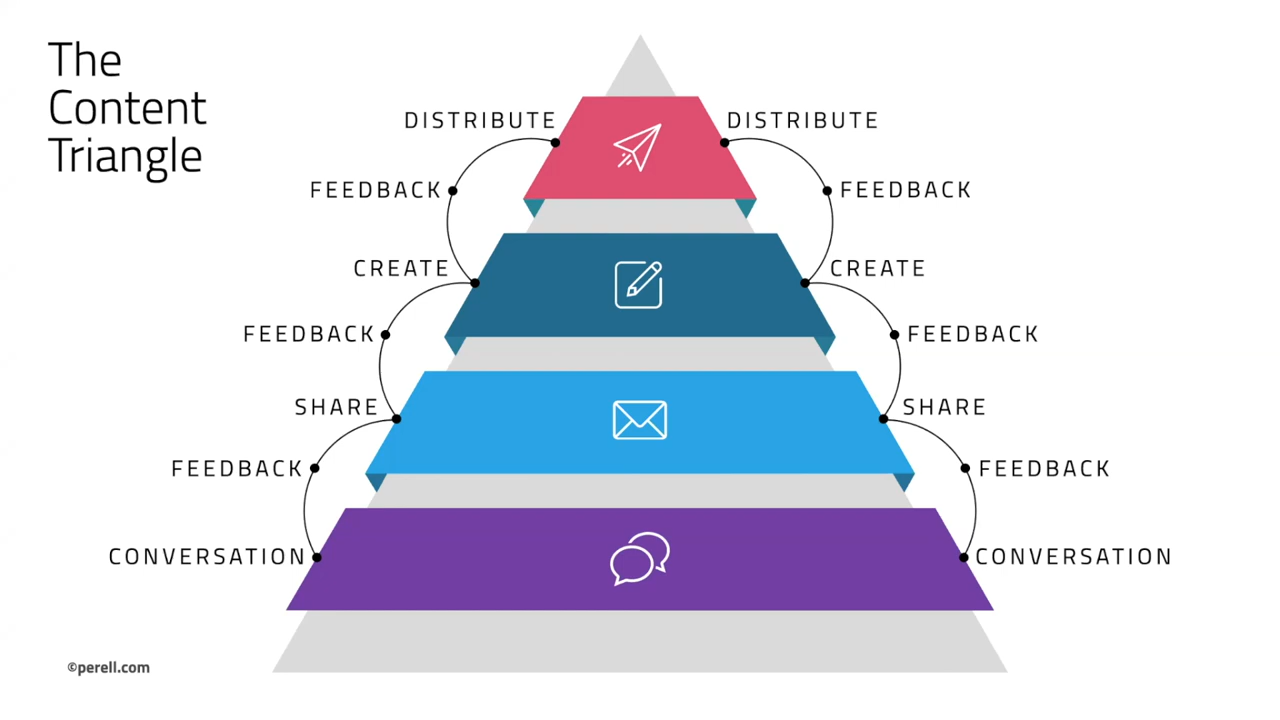 The
Content
Triangle
DISTRIBUTE DISTRIBUTE
FEEDBACK FEEDBACK
CREATE CREATE
FEEDBACK FEEDBACK
SHARE SHARE
FEEDBACK FEEDBACK
CONVERSATION CONVERSATION
©perell.com